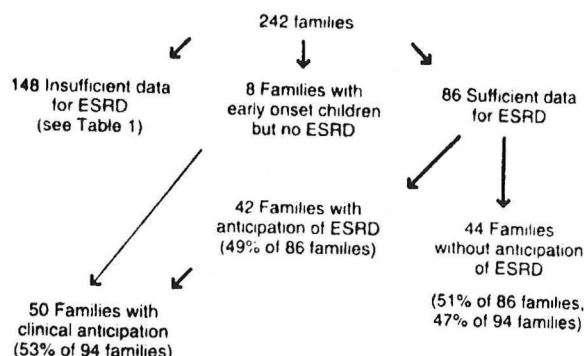 242 families
148 Insufficient data
for ESRD
(see Table 1)
8 Families with
early onset children
but no ESRD
86 Sufficient data
for ESRD
42 Families with
anticipation of ESRD
(49% of 86 families)
44 Families
without anticipation
of ESRD
(51% of 86 families,
47% of 94 families)
50 Families with
clinical anticipation
(53% of 94 families)